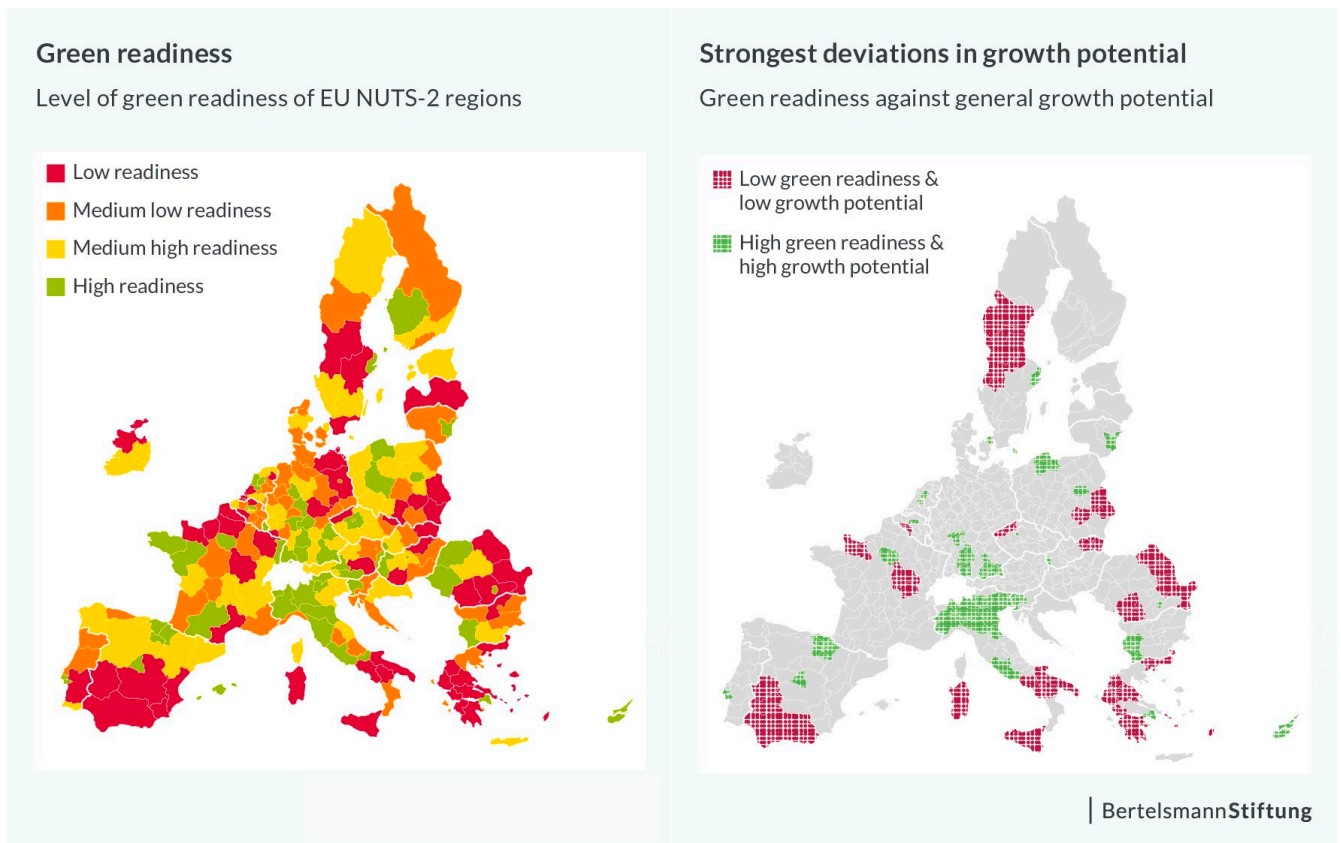 Green readiness
Level of green readiness of EU NUTS-2 regions
Low readiness
Medium low readiness
Medium high readiness
High readiness
Strongest deviations in growth potential
Green readiness against general growth potential
Low green readiness &
low growth potential
High green readiness &
high growth potential
BertelsmannStiftung